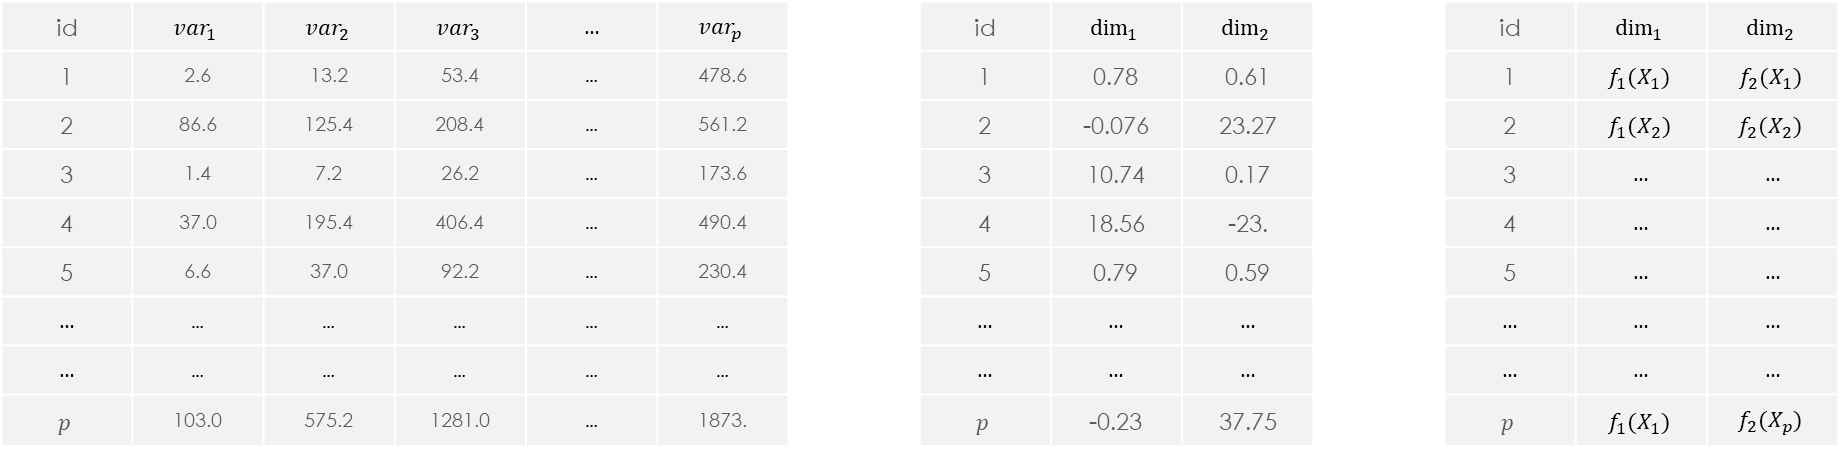 id var₁ var₂ var₃ ... varₚ
1 2.6 13.2 53.4 ... 478.6
2 86.6 125.4 208.4 ... 561.2
3 1.4 7.2 26.2 ... 173.6
4 37.0 195.4 406.4 ... 490.4
5 6.6 37.0 92.2 ... 230.4
... ... ... ... ... ...
... ... ... ... ... ...
p 103.0 575.2 1281.0 ... 1873.
id dim₁ dim₂
1 0.78 0.61
2 -0.076 23.27
3 10.74 0.17
4 18.56 -23.
5 0.79 0.59
... ... ...
... ... ...
p -0.23 37.75
id dim₁ dim₂
1 f₁(X₁) f₂(X₁)
2 f₁(X₂) f₂(X₂)
3 ... ...
4 ... ...
5 ... ...
... ... ...
... ... ...
p f₁(X₁) f₂(Xₚ)